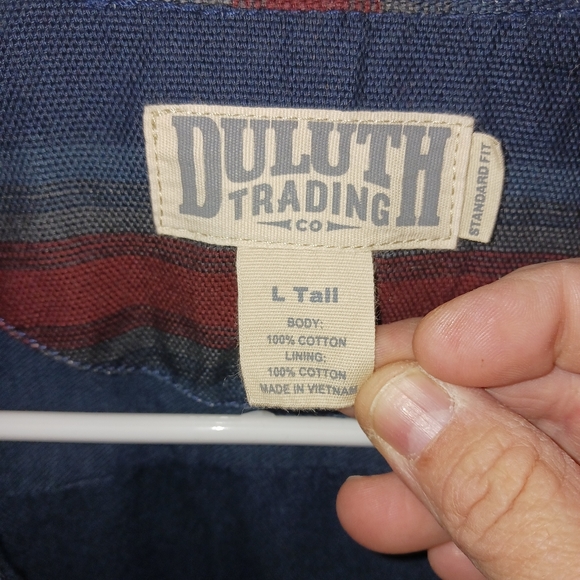 DULUTH
TRADING
CO
STANDARD FIT
L Tall
BODY:
100% COTTON
LINING;
100% COTTON
MADE IN VIETNAM